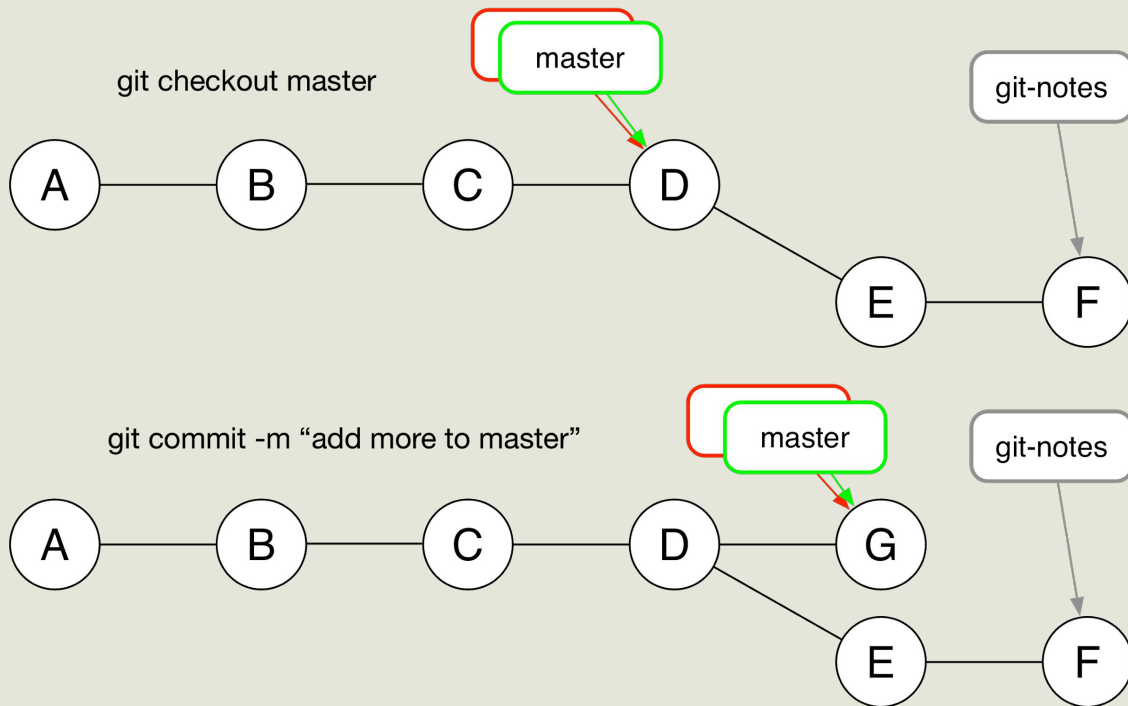 master
git checkout master
git-notes
A
B
C
D
E
F
master
git commit -m “add more to master”
git-notes
A
B
C
D
G
E
F